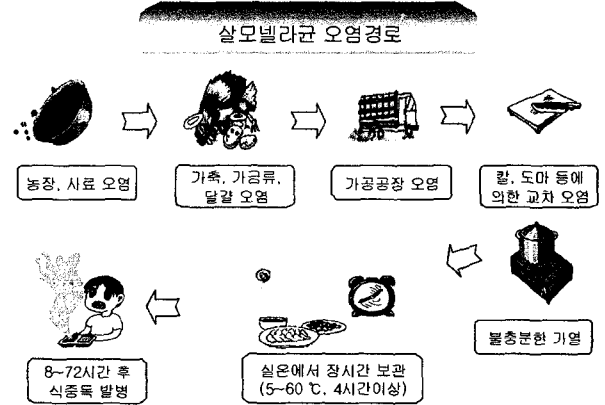 살모넬라균 오염경로
농장, 사료 오염
가축, 가금류,
달걀 오염
가공공장 오염
칼, 도마 등에
의한 교차 오염
불충분한 가열
실온에서 장시간 보관
(5~60 ℃, 4시간이상)
8~72시간 후
식중독 발병